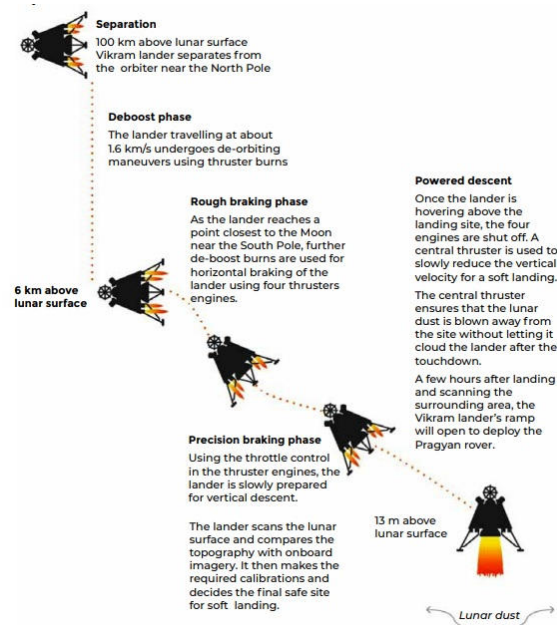 Separation
100 km above lunar surface
Vikram lander separates from
the orbiter near the North Pole
Deboost phase
The lander travelling at about
1.6 km/s undergoes de-orbiting
maneuvers using thruster burns
Rough braking phase
As the lander reaches a
point closest to the Moon
near the South Pole, further
de-boost burns are used for
horizontal braking of the
lander using four thrusters
engines.
6 km above
lunar surface
Powered descent
Once the lander is
hovering above the
landing site, the four
engines are shut off. A
central thruster is used to
slowly reduce the vertical
velocity for a soft landing.
The central thruster
ensures that the lunar
dust is blown away from
the site without letting it
cloud the lander after the
touchdown.
A few hours after landing
and scanning the
surrounding area, the
Vikram lander's ramp
will open to deploy the
Pragyan rover.
Precision braking phase
Using the throttle control
in the thruster engines, the
lander is slowly prepared
for vertical descent.
The lander scans the lunar
surface and compares the
topography with onboard
imagery. It then makes the
required calibrations and
decides the final safe site
for soft landing.
13 m above
lunar surface
Lunar dust